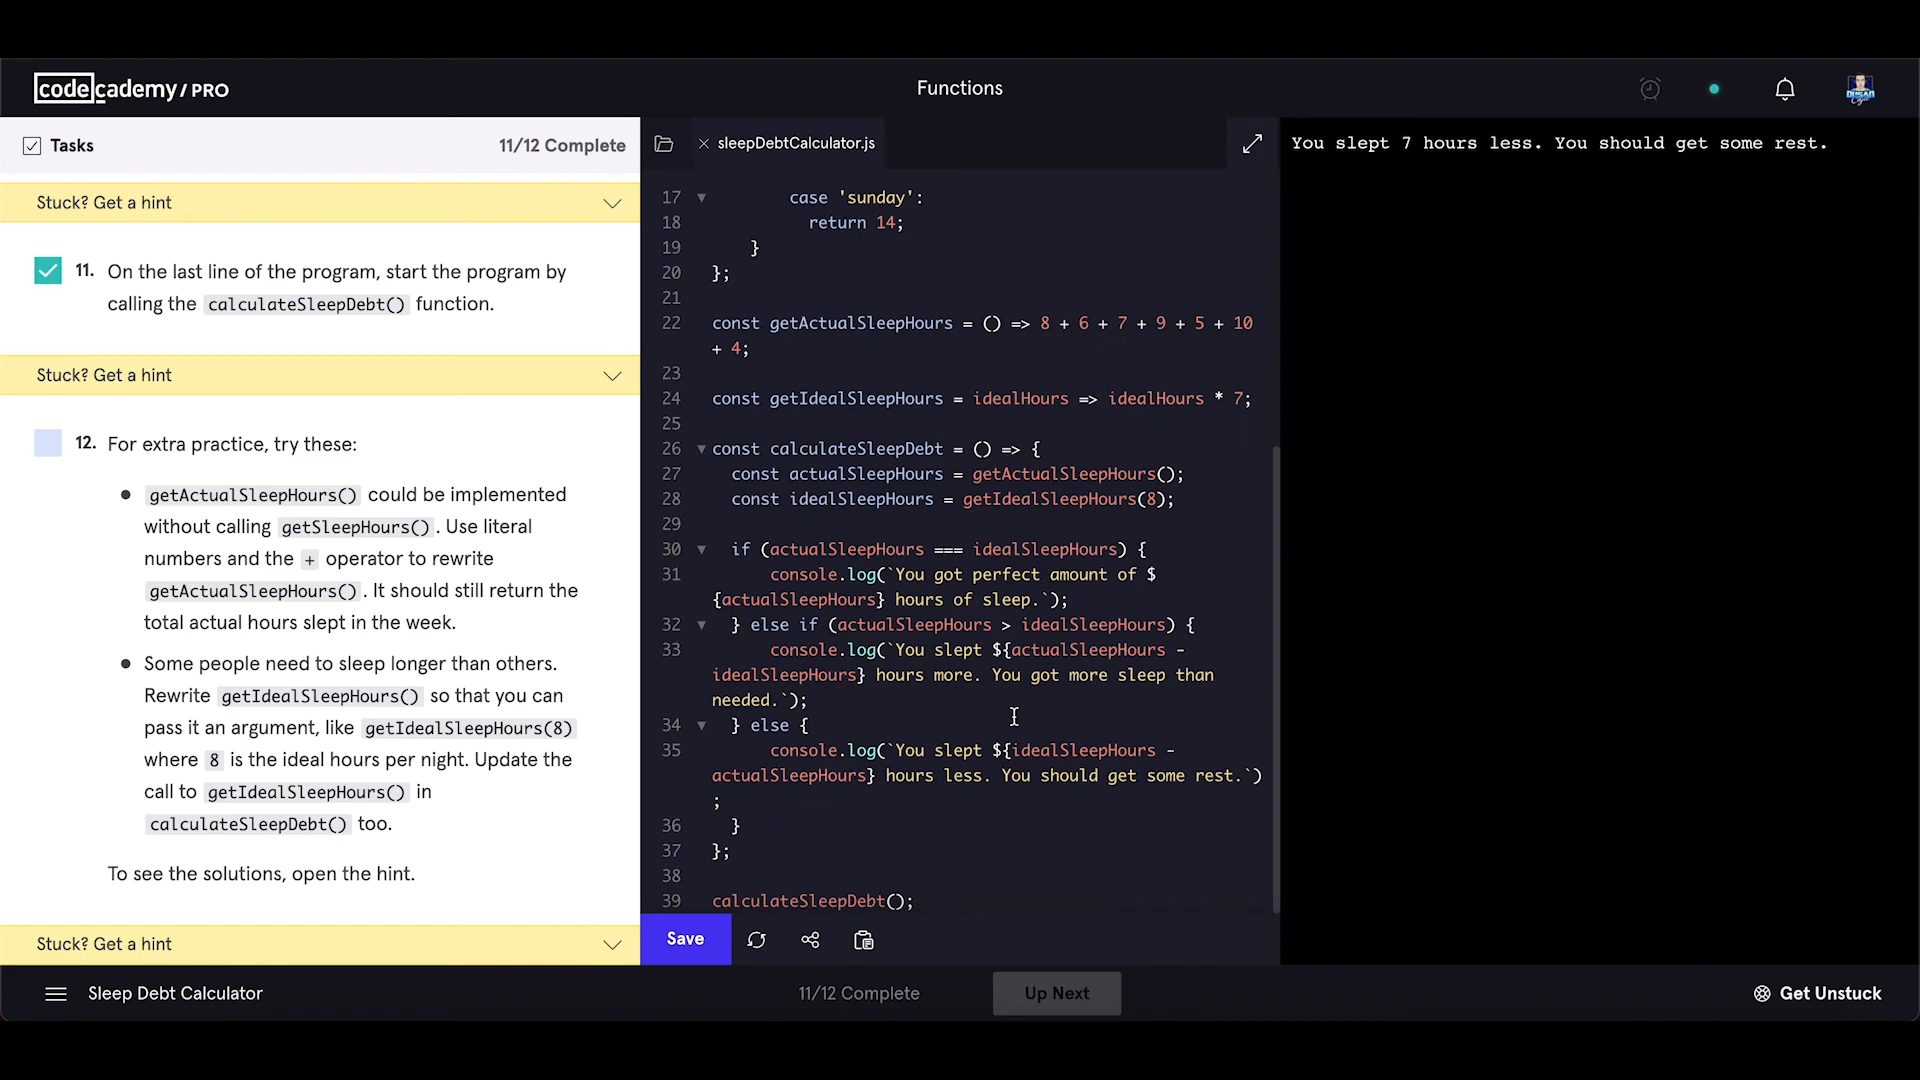 codecademy/PRO
Functions
Tasks
11/12 Complete
Stuck? Get a hint
11. On the last line of the program, start the program by
calling the calculateSleepDebt() function.
Stuck? Get a hint
12. For extra practice, try these:
getActualSleepHours() could be implemented
without calling getSleepHours(). Use literal
numbers and the + operator to rewrite
getActualSleepHours(). It should still return the
total actual hours slept in the week.
Some people need to sleep longer than others.
Rewrite getIdealSleepHours() so that you can
pass it an argument, like getIdealSleepHours(8)
where 8 is the ideal hours per night. Update the
call to getIdealSleepHours() in
calculateSleepDebt() too.
To see the solutions, open the hint.
Stuck? Get a hint
sleepDebtCalculator.js
17 case 'sunday':
18 return 14;
19 }
20 };
21
22 const getActualSleepHours = () => 8 + 6 + 7 + 9 + 5 + 10
+ 4;
23
24 const getIdealSleepHours = idealHours => idealHours * 7;
25
26 const calculateSleepDebt = () => {
27 const actualSleepHours = getActualSleepHours();
28 const idealSleepHours = getIdealSleepHours(8);
29
30 if (actualSleepHours === idealSleepHours) {
31 console.log(`You got perfect amount of $
{actualSleepHours} hours of sleep.`);
32 } else if (actualSleepHours > idealSleepHours) {
33 console.log(`You slept ${actualSleepHours -
idealSleepHours} hours more. You got more sleep than
needed.`);
34 } else {
35 console.log(`You slept ${idealSleepHours -
actualSleepHours} hours less. You should get some rest.`)
;
36 }
37 };
38
39 calculateSleepDebt();
Save
You slept 7 hours less. You should get some rest.
Sleep Debt Calculator
11/12 Complete
Up Next
Get Unstuck